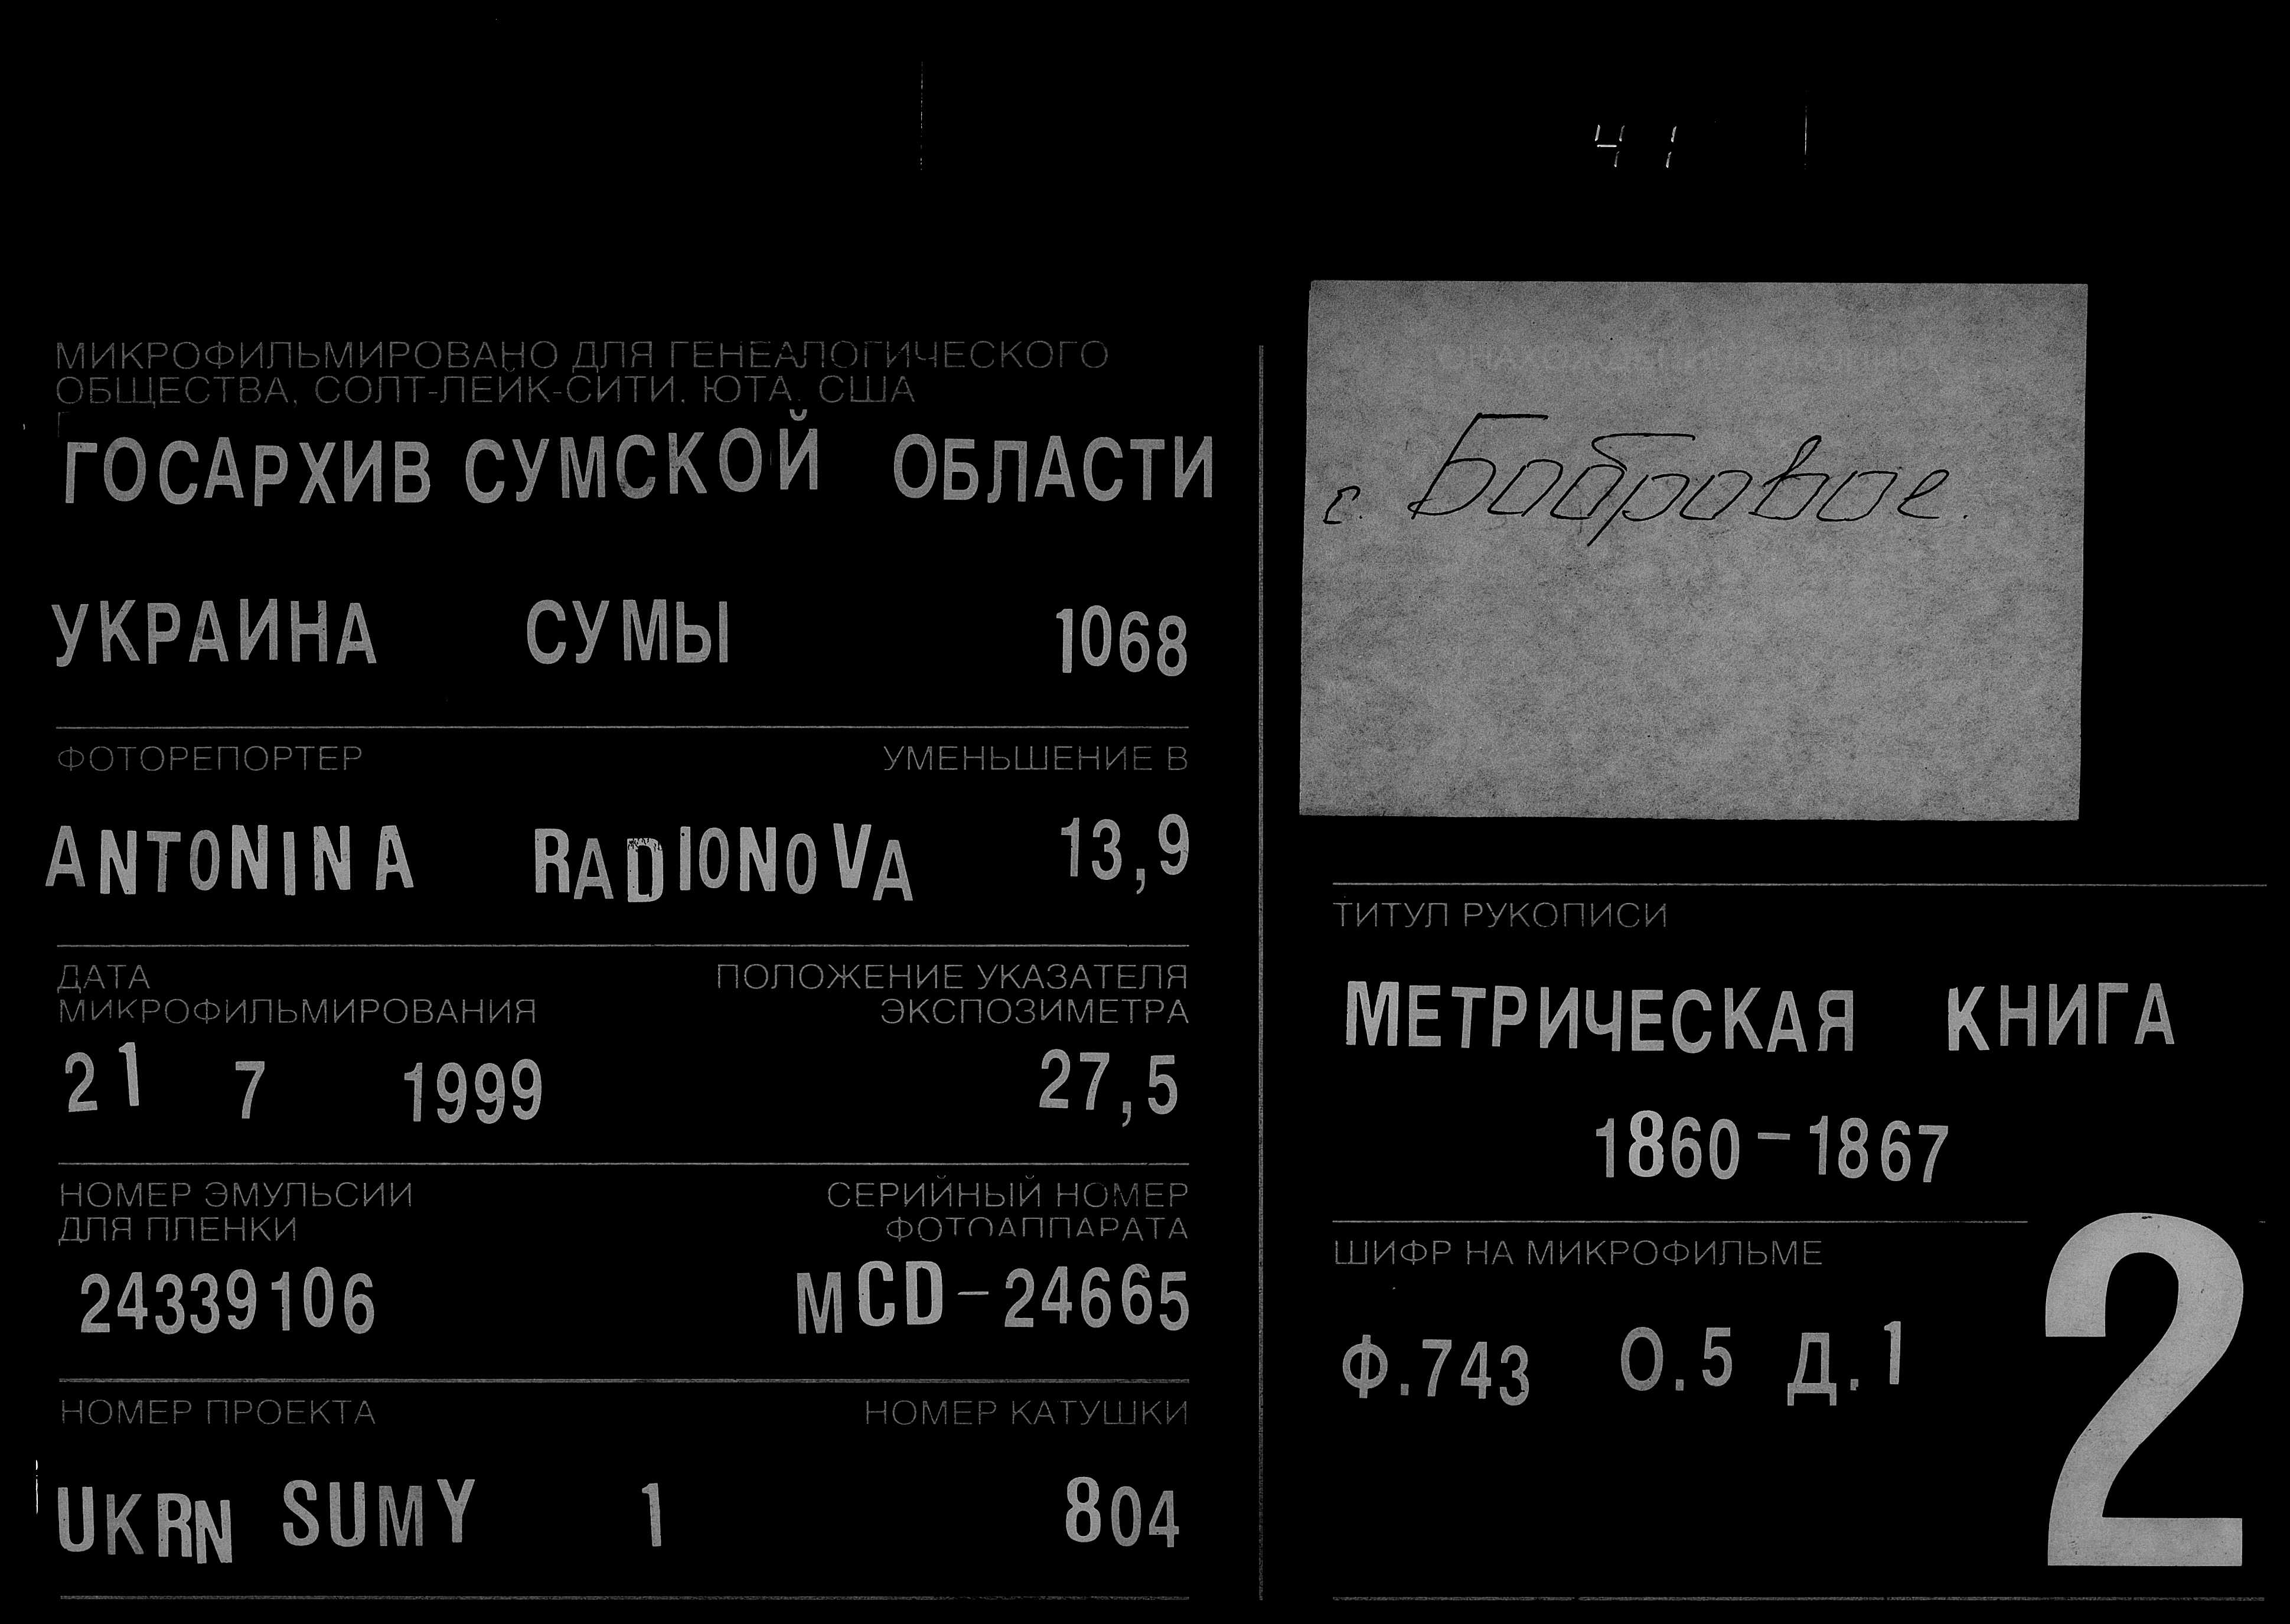 41
МИКРОФИЛЬМИРОВАНО ДЛЯ ГЕНЕАЛОГИЧЕСКОГО
ОБЩЕСТВА, СОЛТ-ЛЕЙК-СИТИ, ЮТА, США
ГОСАРХИВ СУМСКОЙ ОБЛАСТИ
УКРАИНА СУМЫ 1068
ФОТОРЕПОРТЕР УМЕНЬШЕНИЕ В
ANTONINA RADIONOVA 13,9
ДАТА ПОЛОЖЕНИЕ УКАЗАТЕЛЯ
МИКРОФИЛЬМИРОВАНИЯ ЭКСПОЗИМЕТРА
21 7 1999 27,5
НОМЕР ЭМУЛЬСИИ СЕРИЙНЫЙ НОМЕР
ДЛЯ ПЛЕНКИ ФОТОАППАРАТА
24339106 MCD-24665
НОМЕР ПРОЕКТА НОМЕР КАТУШКИ
UKRN SUMY 1 804
с. Бобровое.
ТИТУЛ РУКОПИСИ
МЕТРИЧЕСКАЯ КНИГА
1860-1867
ШИФР НА МИКРОФИЛЬМЕ
Ф.743 О.5 Д.1
2